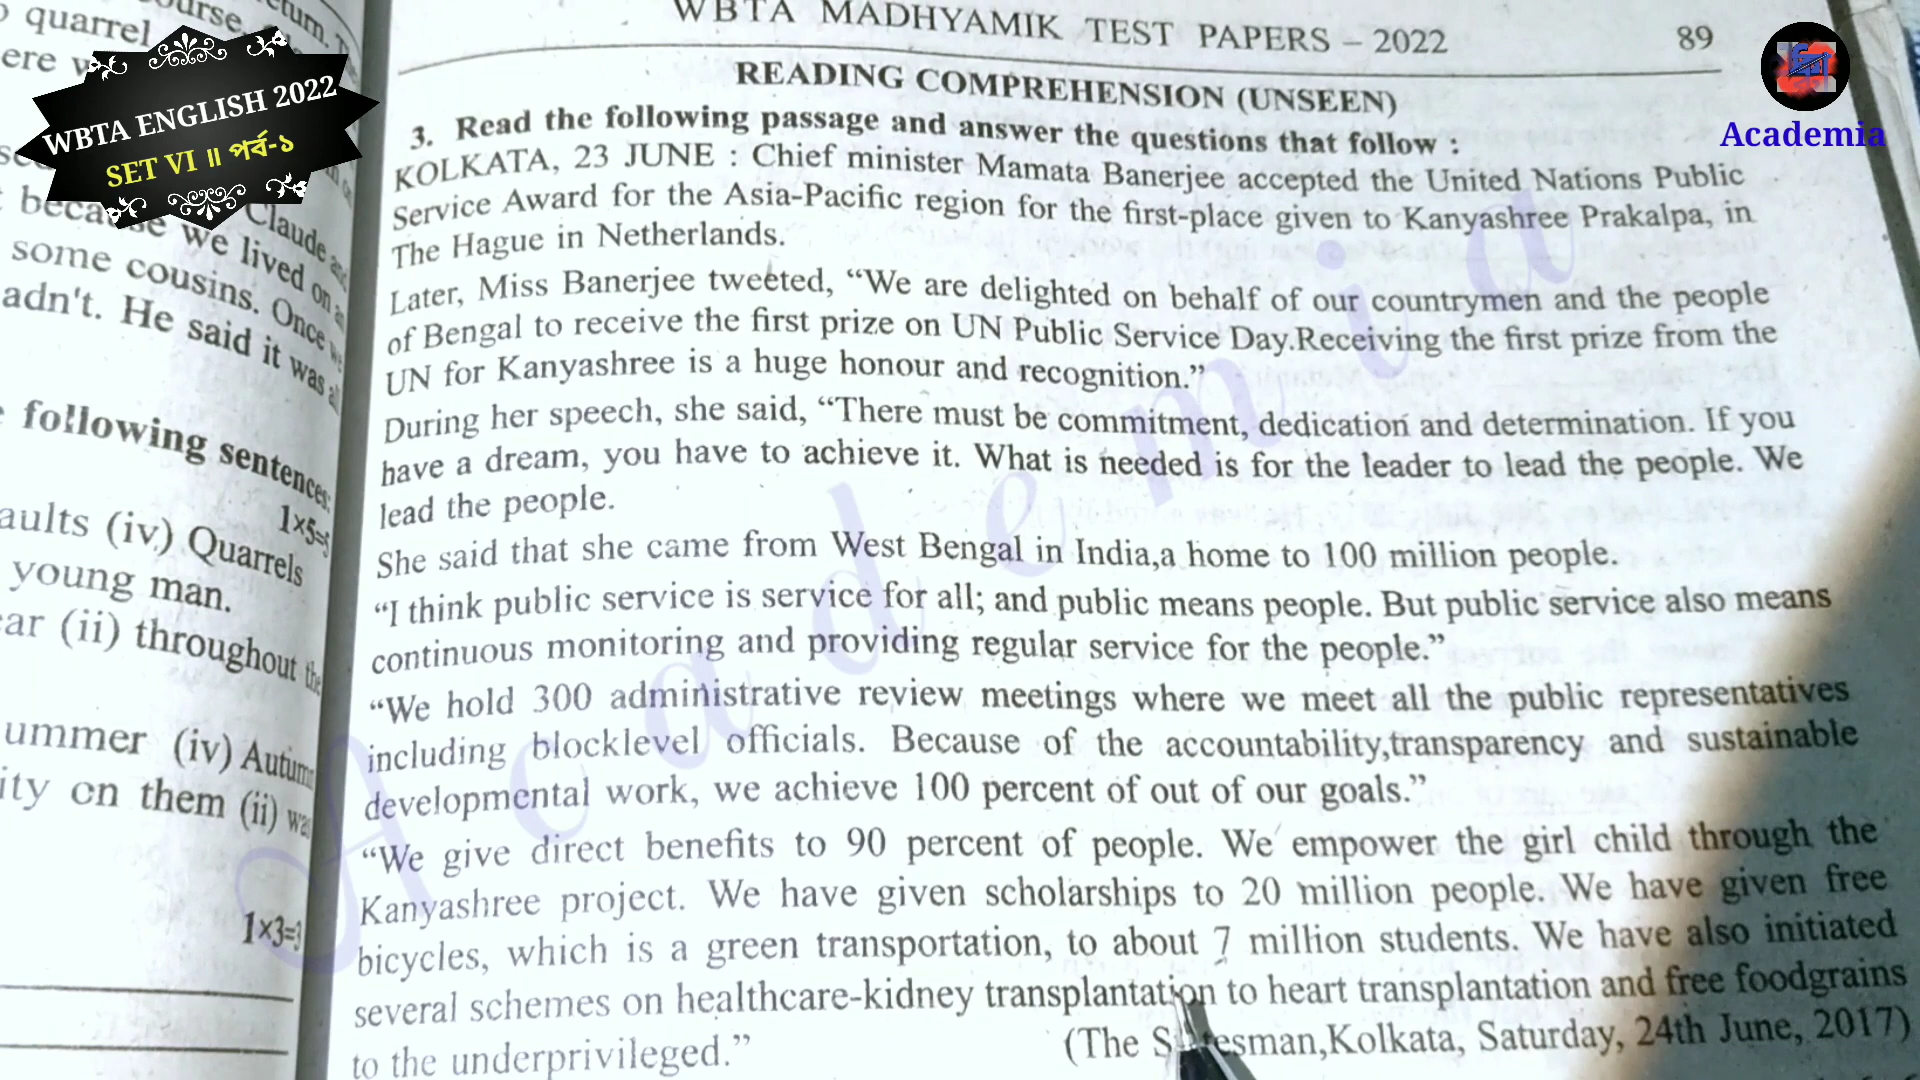 WBTA MADHYAMIK TEST PAPERS – 2022 89
READING COMPREHENSION (UNSEEN)
3. Read the following passage and answer the questions that follow :
KOLKATA, 23 JUNE : Chief minister Mamata Banerjee accepted the United Nations Public
Service Award for the Asia-Pacific region for the first-place given to Kanyashree Prakalpa, in
The Hague in Netherlands.
Later, Miss Banerjee tweeted, “We are delighted on behalf of our countrymen and the people
of Bengal to receive the first prize on UN Public Service Day.Receiving the first prize from the
UN for Kanyashree is a huge honour and recognition.”
During her speech, she said, “There must be commitment, dedication and determination. If you
have a dream, you have to achieve it. What is needed is for the leader to lead the people. We
lead the people.
She said that she came from West Bengal in India,a home to 100 million people.
“I think public service is service for all; and public means people. But public service also means
continuous monitoring and providing regular service for the people.”
“We hold 300 administrative review meetings where we meet all the public representatives
including blocklevel officials. Because of the accountability,transparency and sustainable
developmental work, we achieve 100 percent of out of our goals.”
“We give direct benefits to 90 percent of people. We empower the girl child through the
Kanyashree project. We have given scholarships to 20 million people. We have given free
bicycles, which is a green transportation, to about 7 million students. We have also initiated
several schemes on healthcare-kidney transplantation to heart transplantation and free foodgrains
to the underprivileged.”
(The Kolkata, Saturday, 24th June, 2017)
WBTA ENGLISH 2022
SET VI ॥ পর্ব-১
Academia
Academia
quarrel
ere
Claude
because we lived on
some cousins. Once
adn't. He said it was
following sentences:
1×5=5
aults (iv) Quarrels
young man.
ar (ii) throughout
ummer (iv) Autumn
ity on them (ii)
1×3=3